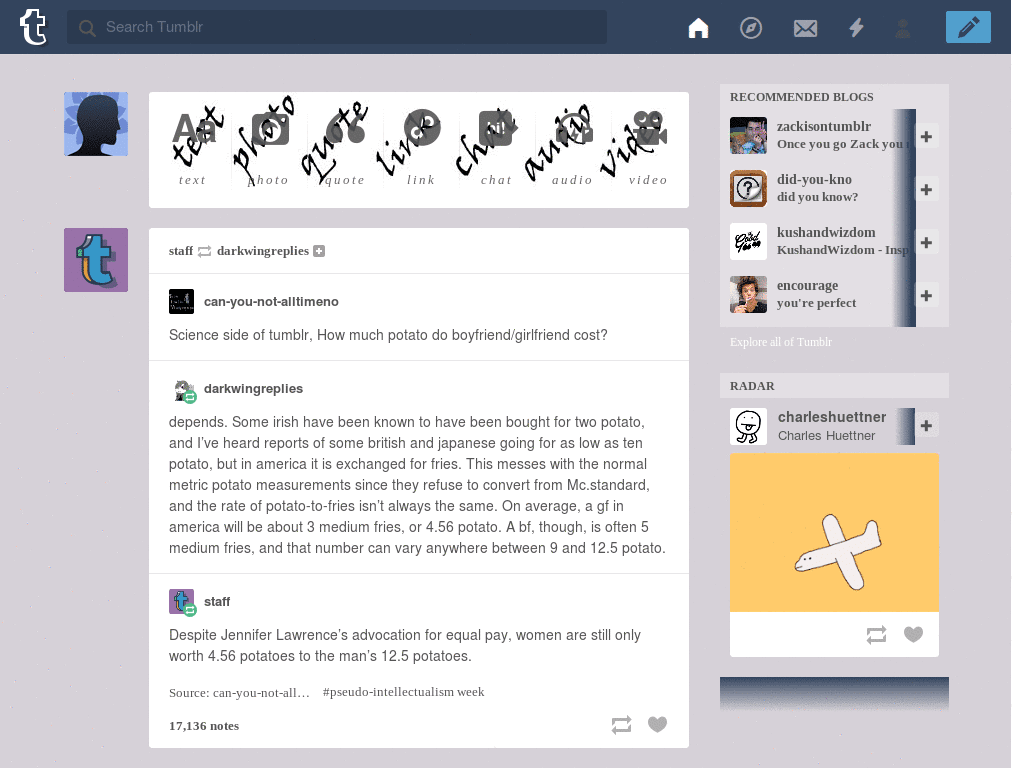 Search Tumblr
text photo quote link chat audio video
Aa
text photo quote link chat audio video
staff darkwingreplies
can-you-not-alltimeno
Science side of tumblr, How much potato do boyfriend/girlfriend cost?
darkwingreplies
depends. Some irish have been known to have been bought for two potato,
and I’ve heard reports of some british and japanese going for as low as ten
potato, but in america it is exchanged for fries. This messes with the normal
metric potato measurements since they refuse to convert from Mc.standard,
and the rate of potato-to-fries isn’t always the same. On average, a gf in
america will be about 3 medium fries, or 4.56 potato. A bf, though, is often 5
medium fries, and that number can vary anywhere between 9 and 12.5 potato.
staff
Despite Jennifer Lawrence’s advocation for equal pay, women are still only
worth 4.56 potatoes to the man’s 12.5 potatoes.
Source: can-you-not-all… #pseudo-intellectualism week
17,136 notes
RECOMMENDED BLOGS
zackisontumblr
Once you go Zack you
did-you-kno
did you know?
kushandwizdom
KushandWizdom - Insp
encourage
you're perfect
Explore all of Tumblr
RADAR
charleshuettner
Charles Huettner